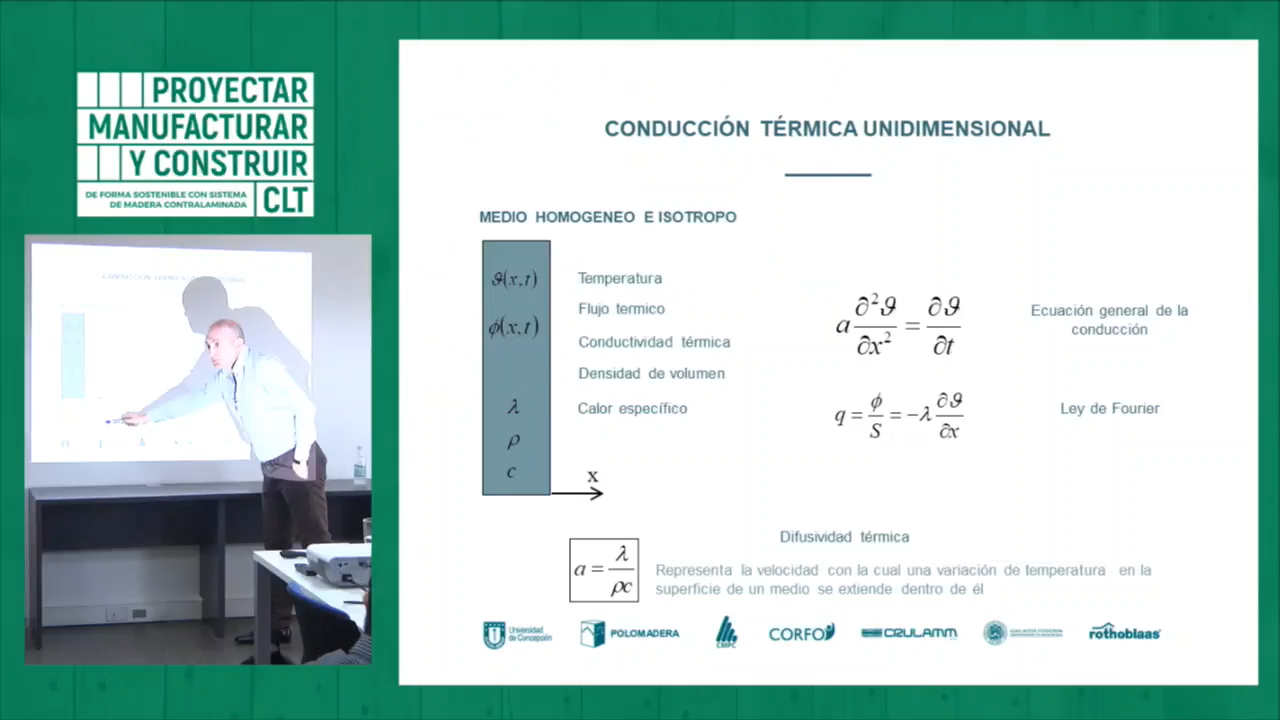 PROYECTAR
MANUFACTURAR
Y CONSTRUIR
DE FORMA SOSTENIBLE CON SISTEMA
DE MADERA CONTRALAMINADA
CLT
CONDUCCIÓN TÉRMICA UNIDIMENSIONAL
MEDIO HOMOGENEO E ISOTROPO
ϑ(x,t)
Temperatura
Flujo termico
ϕ(x,t)
Conductividad térmica
Densidad de volumen
λ
Calor específico
ρ
c
x
a ∂²ϑ/∂x² = ∂ϑ/∂t
Ecuación general de la
conducción
q = ϕ/S = −λ ∂ϑ/∂x
Ley de Fourier
Difusividad térmica
a = λ/ρc
Representa la velocidad con la cual una variación de temperatura en la
superficie de un medio se extiende dentro de él
Universidad
de Concepción
POLOMADERA
CMPC
CORFO
CRULAMM
rothoblaas